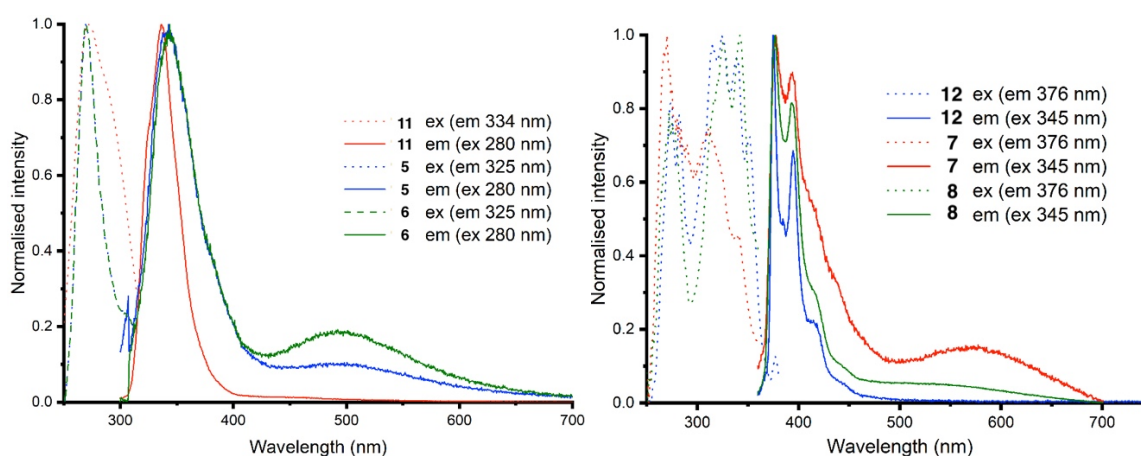 Normalised intensity
1.0
0.8
0.6
0.4
0.2
0.0
300 400 500 600 700
Wavelength (nm)
11 ex (em 334 nm)
11 em (ex 280 nm)
5 ex (em 325 nm)
5 em (ex 280 nm)
6 ex (em 325 nm)
6 em (ex 280 nm)
Normalised intensity
1.0
0.8
0.6
0.4
0.2
0.0
300 400 500 600 700
Wavelength (nm)
12 ex (em 376 nm)
12 em (ex 345 nm)
7 ex (em 376 nm)
7 em (ex 345 nm)
8 ex (em 376 nm)
8 em (ex 345 nm)